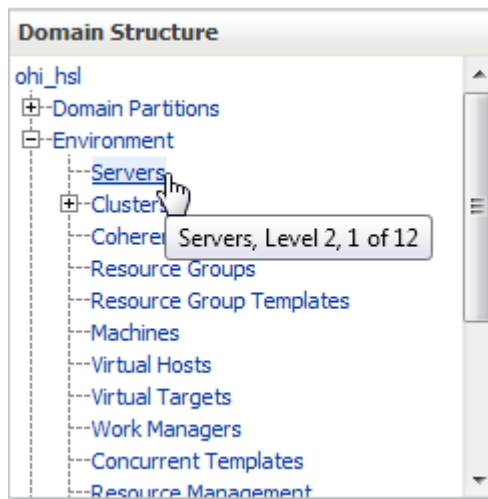 Domain Structure
ohi_hsl
Domain Partitions
Environment
Servers
Clusters
Servers, Level 2, 1 of 12
Resource Groups
Resource Group Templates
Machines
Virtual Hosts
Virtual Targets
Work Managers
Concurrent Templates
Resource Management